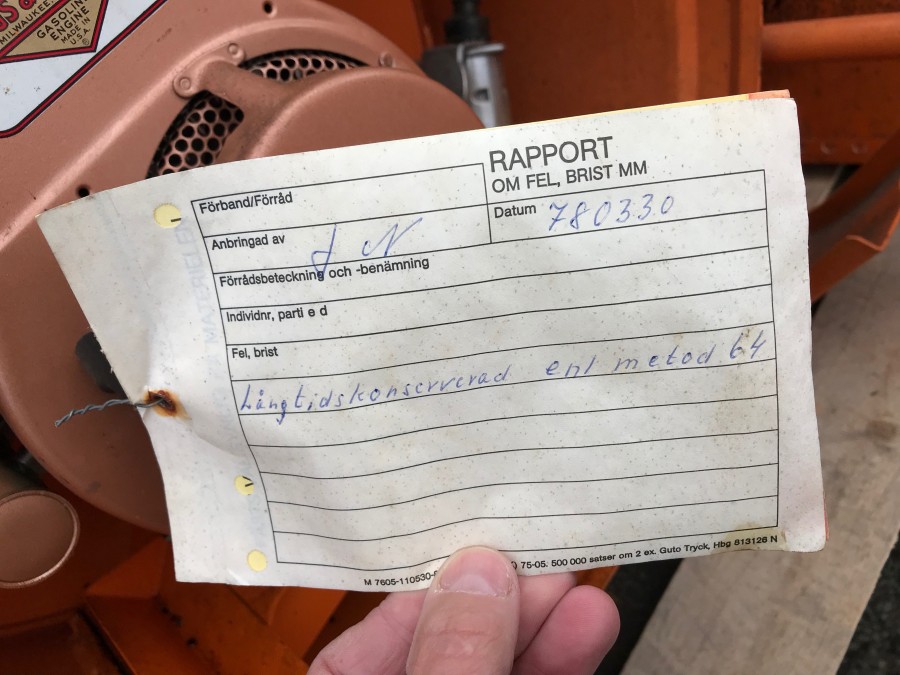 MILWAUKEE,
GASOLINE
ENGINE
MADE IN
U.S.A.
RAPPORT
OM FEL, BRIST MM
Förband/Förråd
Datum 780330
Anbringad av
Förrådsbeteckning och -benämning
Individnr, parti e d
Fel, brist
Långtidskonserverad enl metod 64
M 7605-110530- 75-05. 500 000 satser om 2 ex. Guto Tryck, Hbg 813126 N